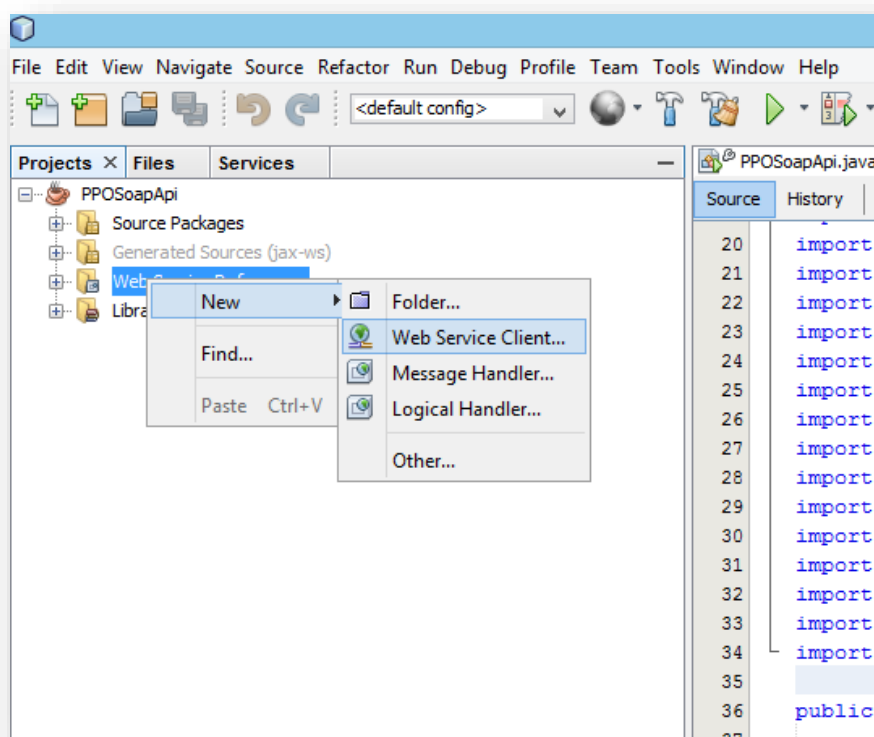 File Edit View Navigate Source Refactor Run Debug Profile Team Tools Window Help
<default config>
Projects Files Services
PPOSoapApi
Source Packages
Generated Sources (jax-ws)
Web
Libra
New
Find...
Paste Ctrl+V
Folder...
Web Service Client...
Message Handler...
Logical Handler...
Other...
PPOSoapApi.java
Source History
20 import
21 import
22 import
23 import
24 import
25 import
26 import
27 import
28 import
29 import
30 import
31 import
32 import
33 import
34 import
35
36 public